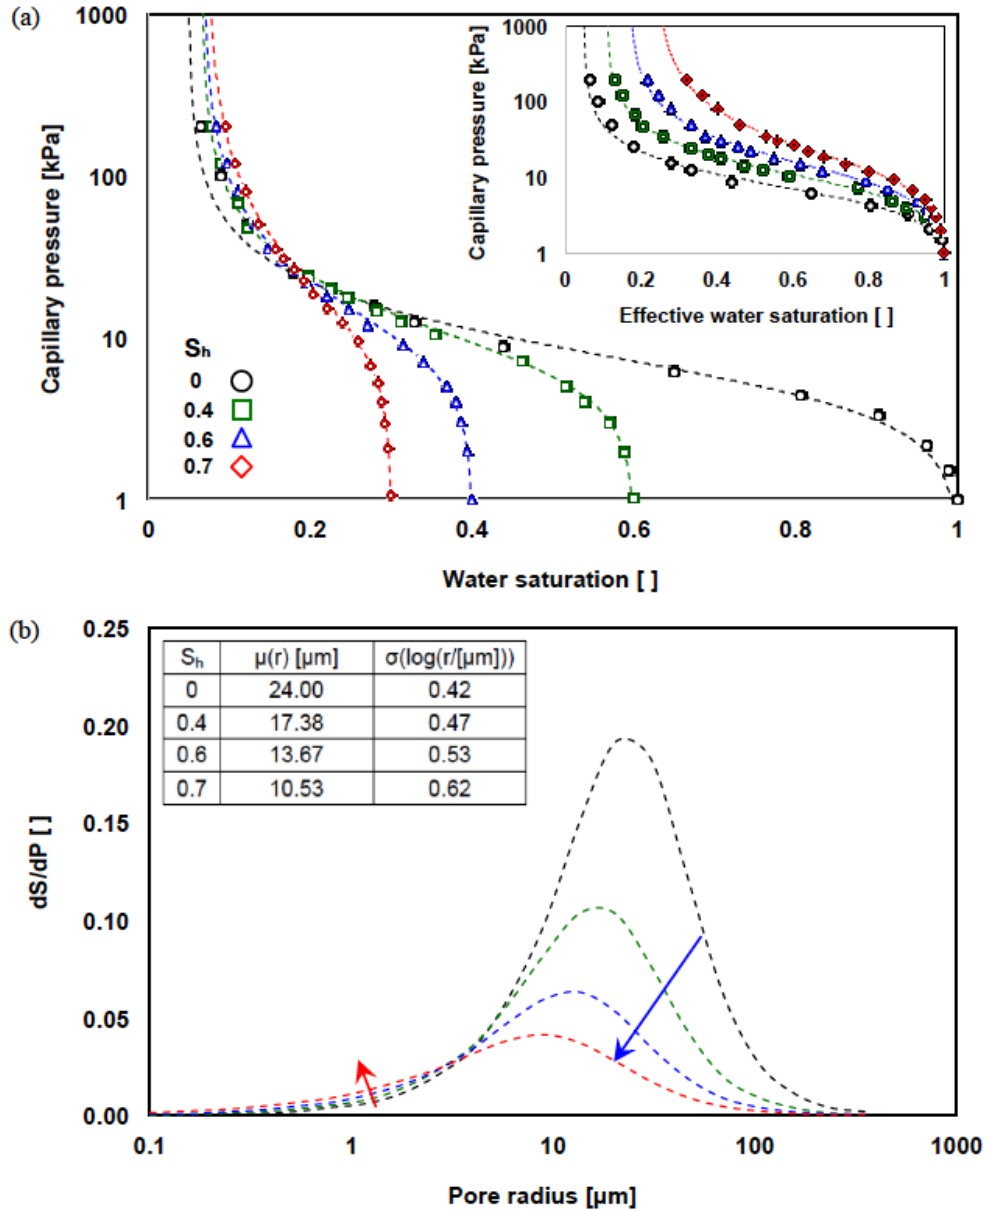 (a)
1000
100
10
1
Capillary pressure [kPa]
0 0.2 0.4 0.6 0.8 1
Water saturation [ ]
Sh
0
0.4
0.6
0.7
1000
100
10
1
Capillary pressure [kPa]
0 0.2 0.4 0.6 0.8 1
Effective water saturation [ ]
(b)
0.25
0.20
0.15
0.10
0.05
0.00
dS/dP [ ]
Sh μ(r) [μm] σ(log(r/[μm]))
0 24.00 0.42
0.4 17.38 0.47
0.6 13.67 0.53
0.7 10.53 0.62
0.1 1 10 100 1000
Pore radius [μm]